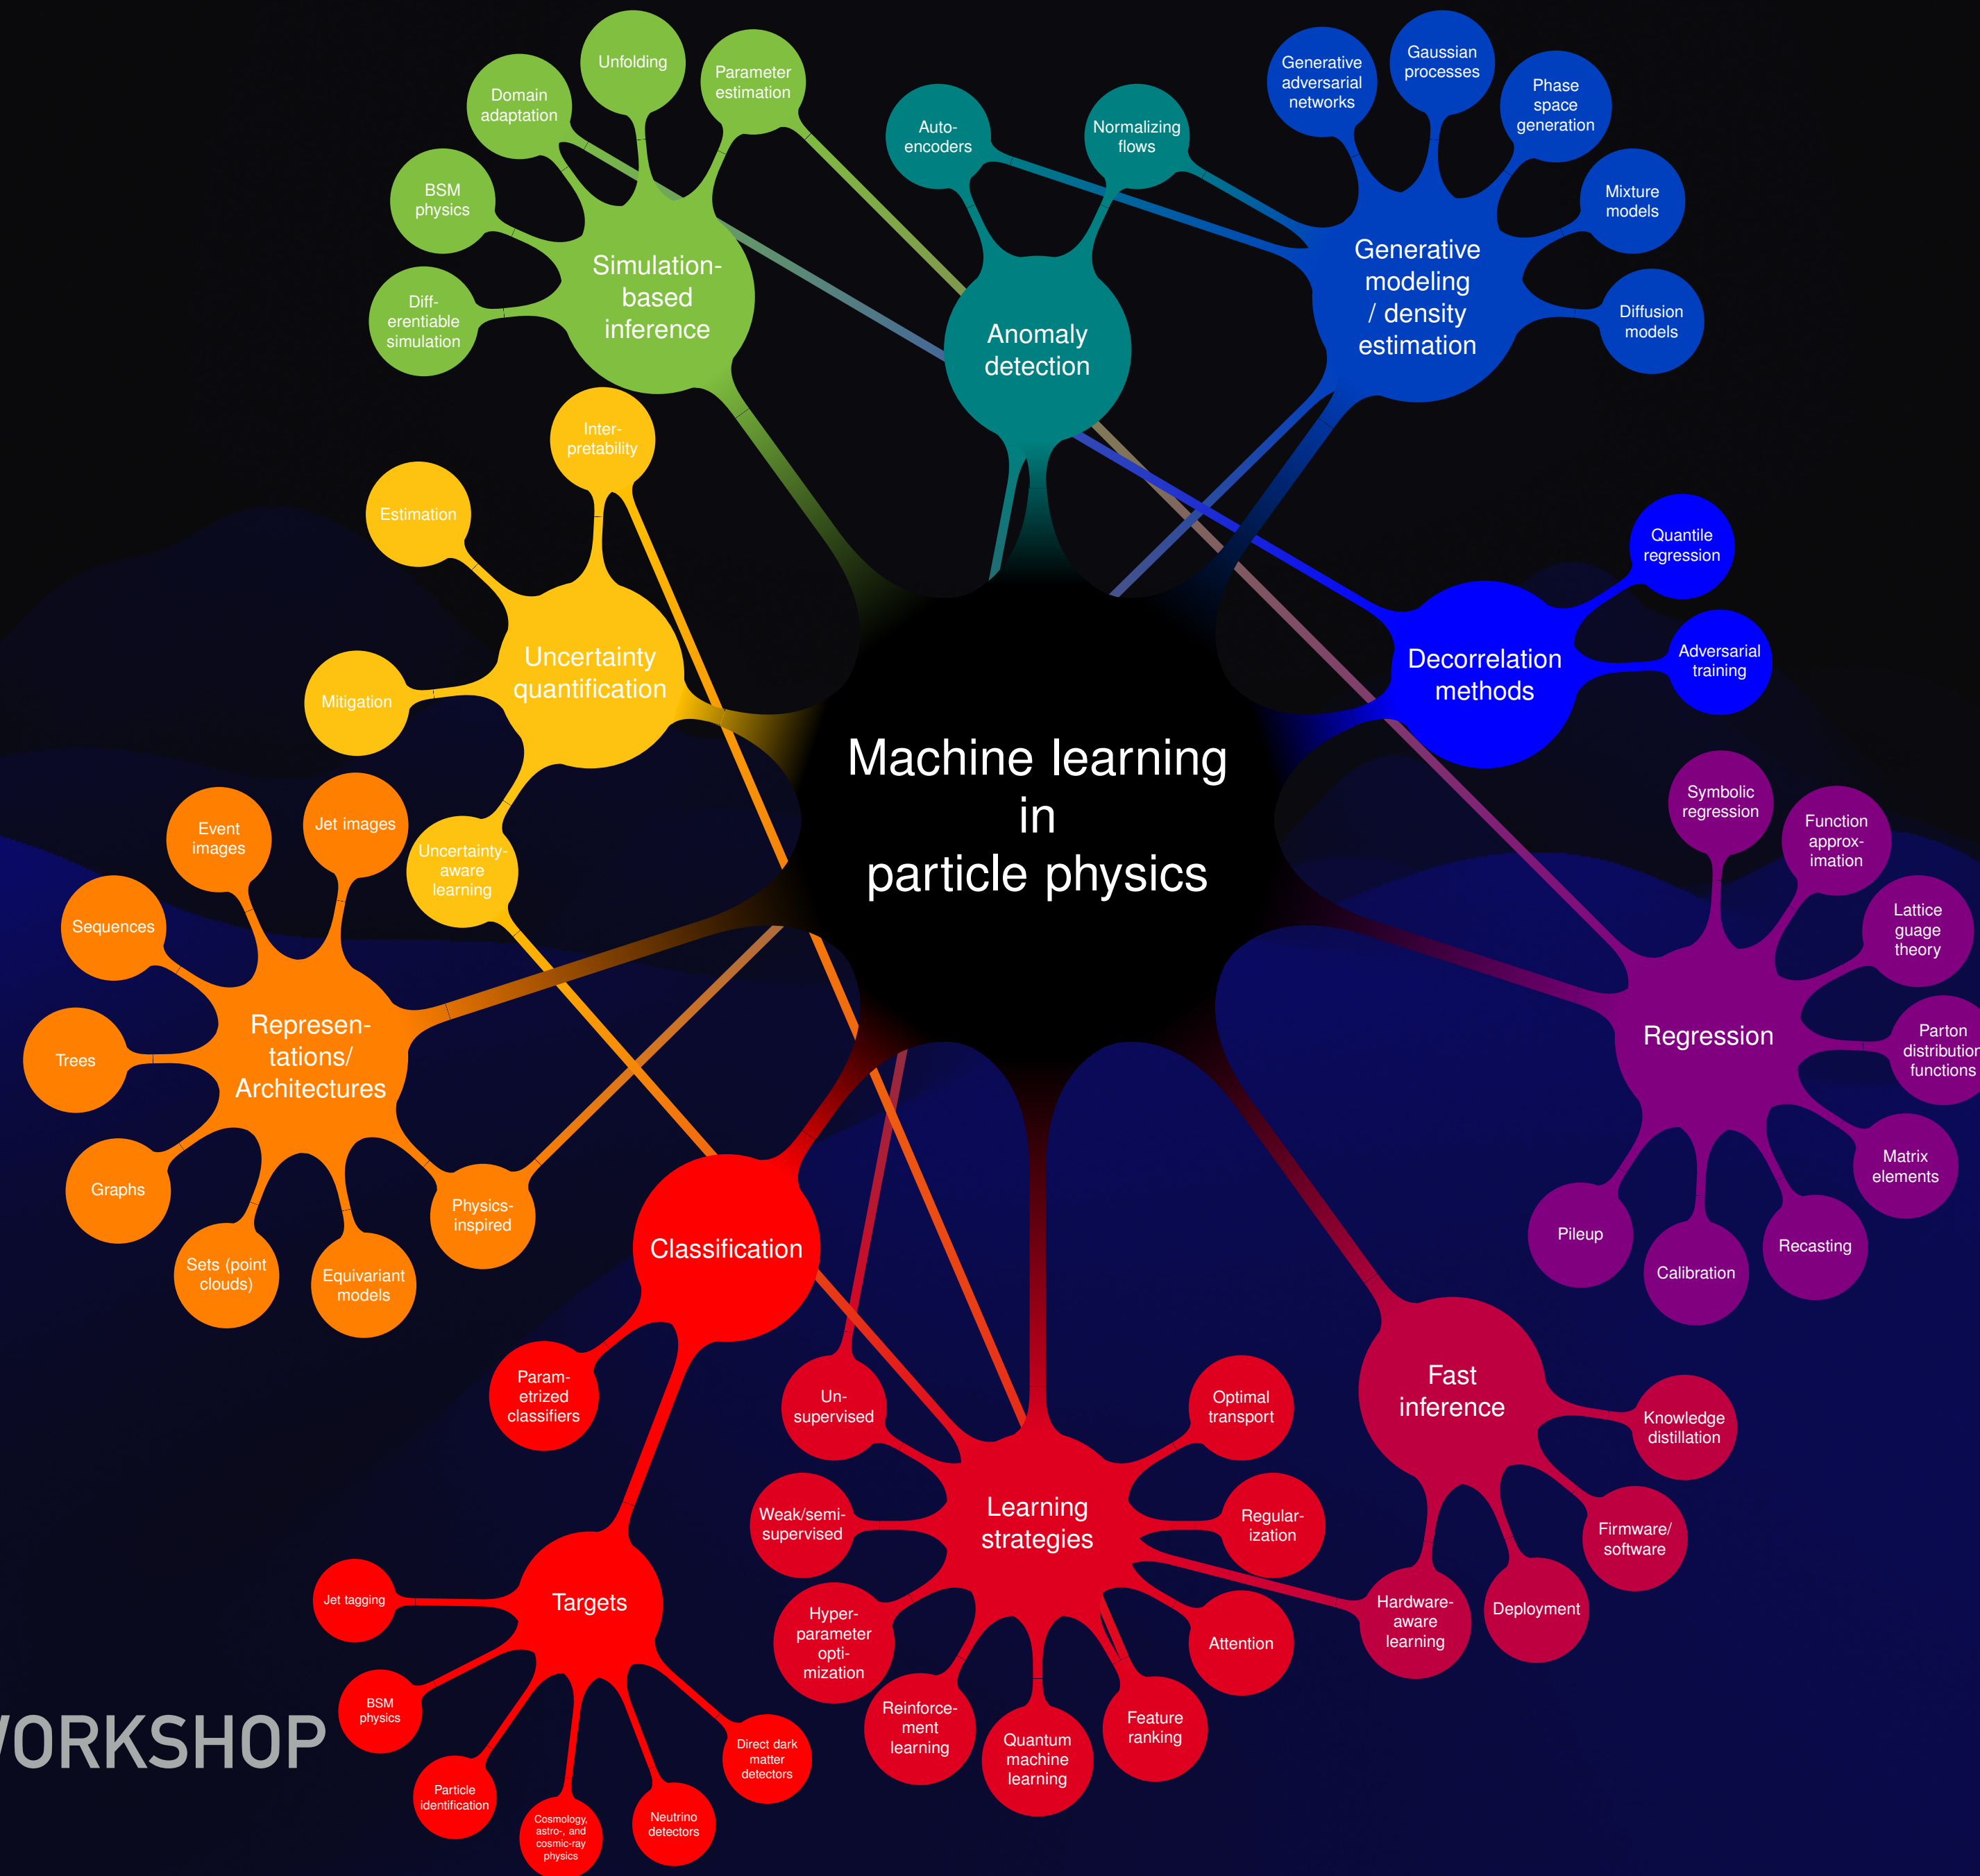 Machine learning
in
particle physics
Simulation-
based
inference
Parameter
estimation
Unfolding
Domain
adaptation
BSM
physics
Diff-
erentiable
simulation
Anomaly
detection
Auto-
encoders
Normalizing
flows
Generative
modeling
/ density
estimation
Generative
adversarial
networks
Gaussian
processes
Phase
space
generation
Mixture
models
Diffusion
models
Decorrelation
methods
Quantile
regression
Adversarial
training
Regression
Symbolic
regression
Function
approx-
imation
Lattice
guage
theory
Parton
distribution
functions
Matrix
elements
Recasting
Calibration
Pileup
Fast
inference
Knowledge
distillation
Firmware/
software
Deployment
Hardware-
aware
learning
Learning
strategies
Optimal
transport
Regular-
ization
Attention
Feature
ranking
Quantum
machine
learning
Reinforce-
ment
learning
Hyper-
parameter
opti-
mization
Weak/semi-
supervised
Un-
supervised
Classification
Param-
etrized
classifiers
Targets
Jet tagging
BSM
physics
Particle
identification
Cosmology,
astro-, and
cosmic-ray
physics
Neutrino
detectors
Direct dark
matter
detectors
Represen-
tations/
Architectures
Jet images
Event
images
Sequences
Trees
Graphs
Sets (point
clouds)
Equivariant
models
Physics-
inspired
Uncertainty
quantification
Inter-
pretability
Estimation
Mitigation
Uncertainty-
aware
learning
WORKSHOP